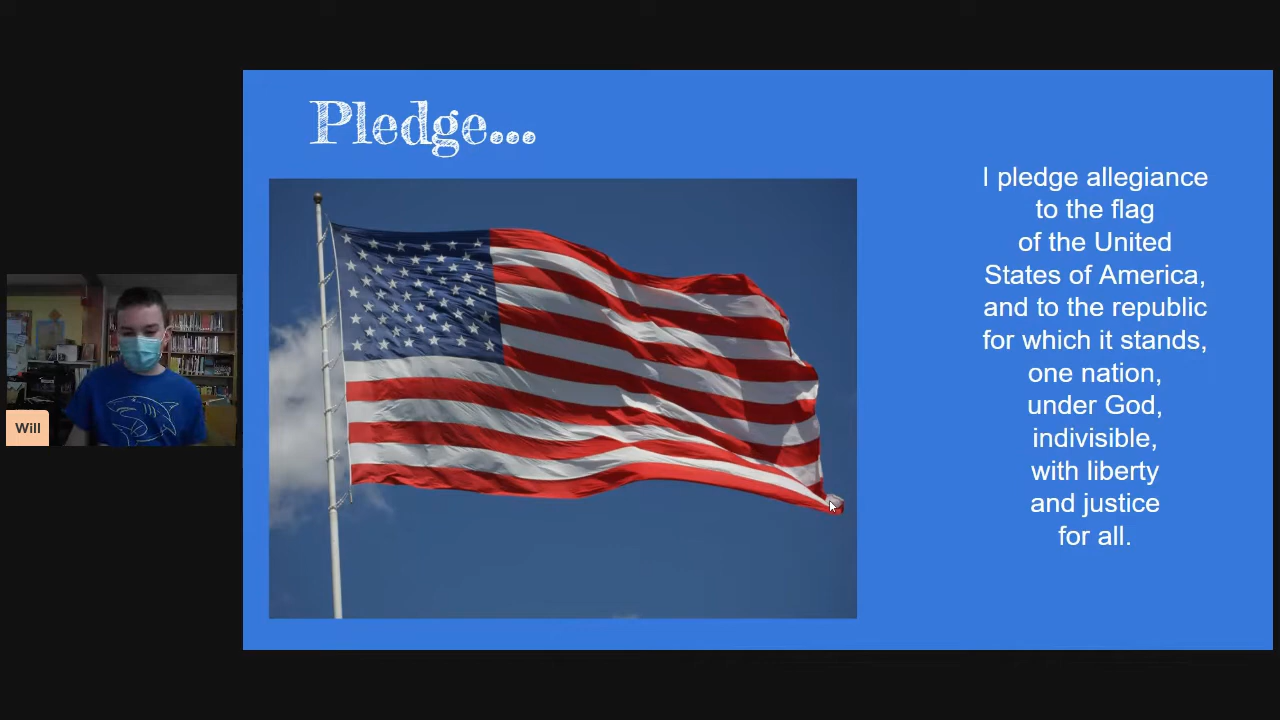 Pledge...
I pledge allegiance
to the flag
of the United
States of America,
and to the republic
for which it stands,
one nation,
under God,
indivisible,
with liberty
and justice
for all.
Will